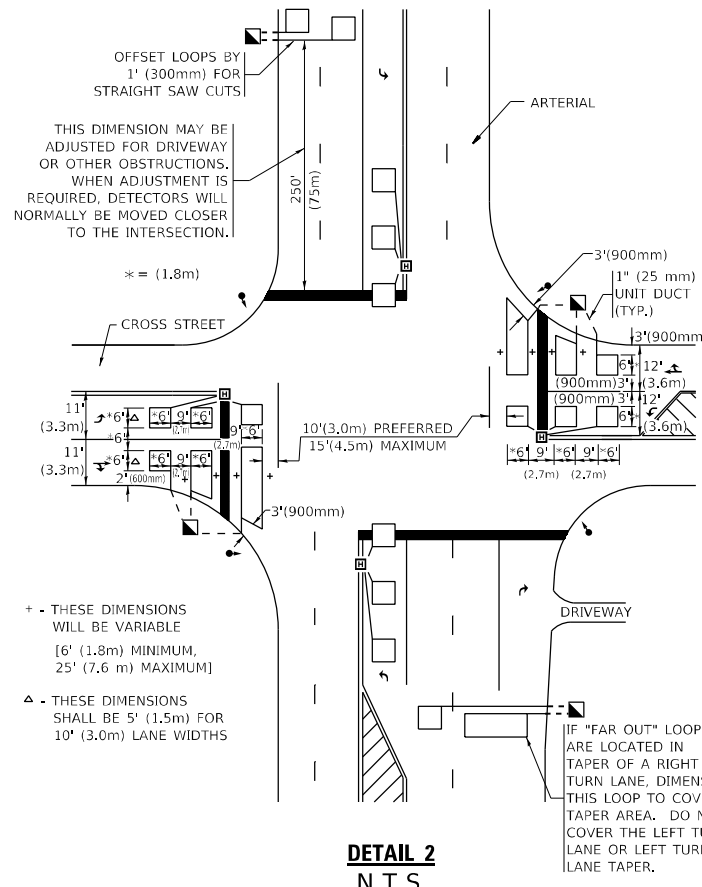 OFFSET LOOPS BY
1' (300mm) FOR
STRAIGHT SAW CUTS
THIS DIMENSION MAY BE
ADJUSTED FOR DRIVEWAY
OR OTHER OBSTRUCTIONS.
WHEN ADJUSTMENT IS
REQUIRED, DETECTORS WILL
NORMALLY BE MOVED CLOSER
TO THE INTERSECTION.
* = (1.8m)
250'
(75m)
ARTERIAL
CROSS STREET
H
3'(900mm)
1" (25 mm)
UNIT DUCT
(TYP.)
3'(900mm
+ + + +
6'* 12'
(3.6m)
(900mm) 3'
(900mm) 3' 12'
6'* (3.6m)
H
*6' 9' *6' 9' *6'
(2.7m) (2.7m)
H
11'
(3.3m)
*6' Δ *6' 9' *6'
(2.7m)
*6'
9' *6'
(2.7m)
11'
(3.3m)
*6' Δ *6' 9' *6'
(2.7m)
2'(600mm) + + +
3'(900mm)
10'(3.0m) PREFERRED
15'(4.5m) MAXIMUM
H
DRIVEWAY
+ - THESE DIMENSIONS
WILL BE VARIABLE
[6' (1.8m) MINIMUM,
25' (7.6 m) MAXIMUM]
Δ - THESE DIMENSIONS
SHALL BE 5' (1.5m) FOR
10' (3.0m) LANE WIDTHS
IF "FAR OUT" LOOP
ARE LOCATED IN
TAPER OF A RIGHT
TURN LANE, DIMENS
THIS LOOP TO COV
TAPER AREA. DO N
COVER THE LEFT TU
LANE OR LEFT TURN
LANE TAPER.
DETAIL 2
N.T.S.